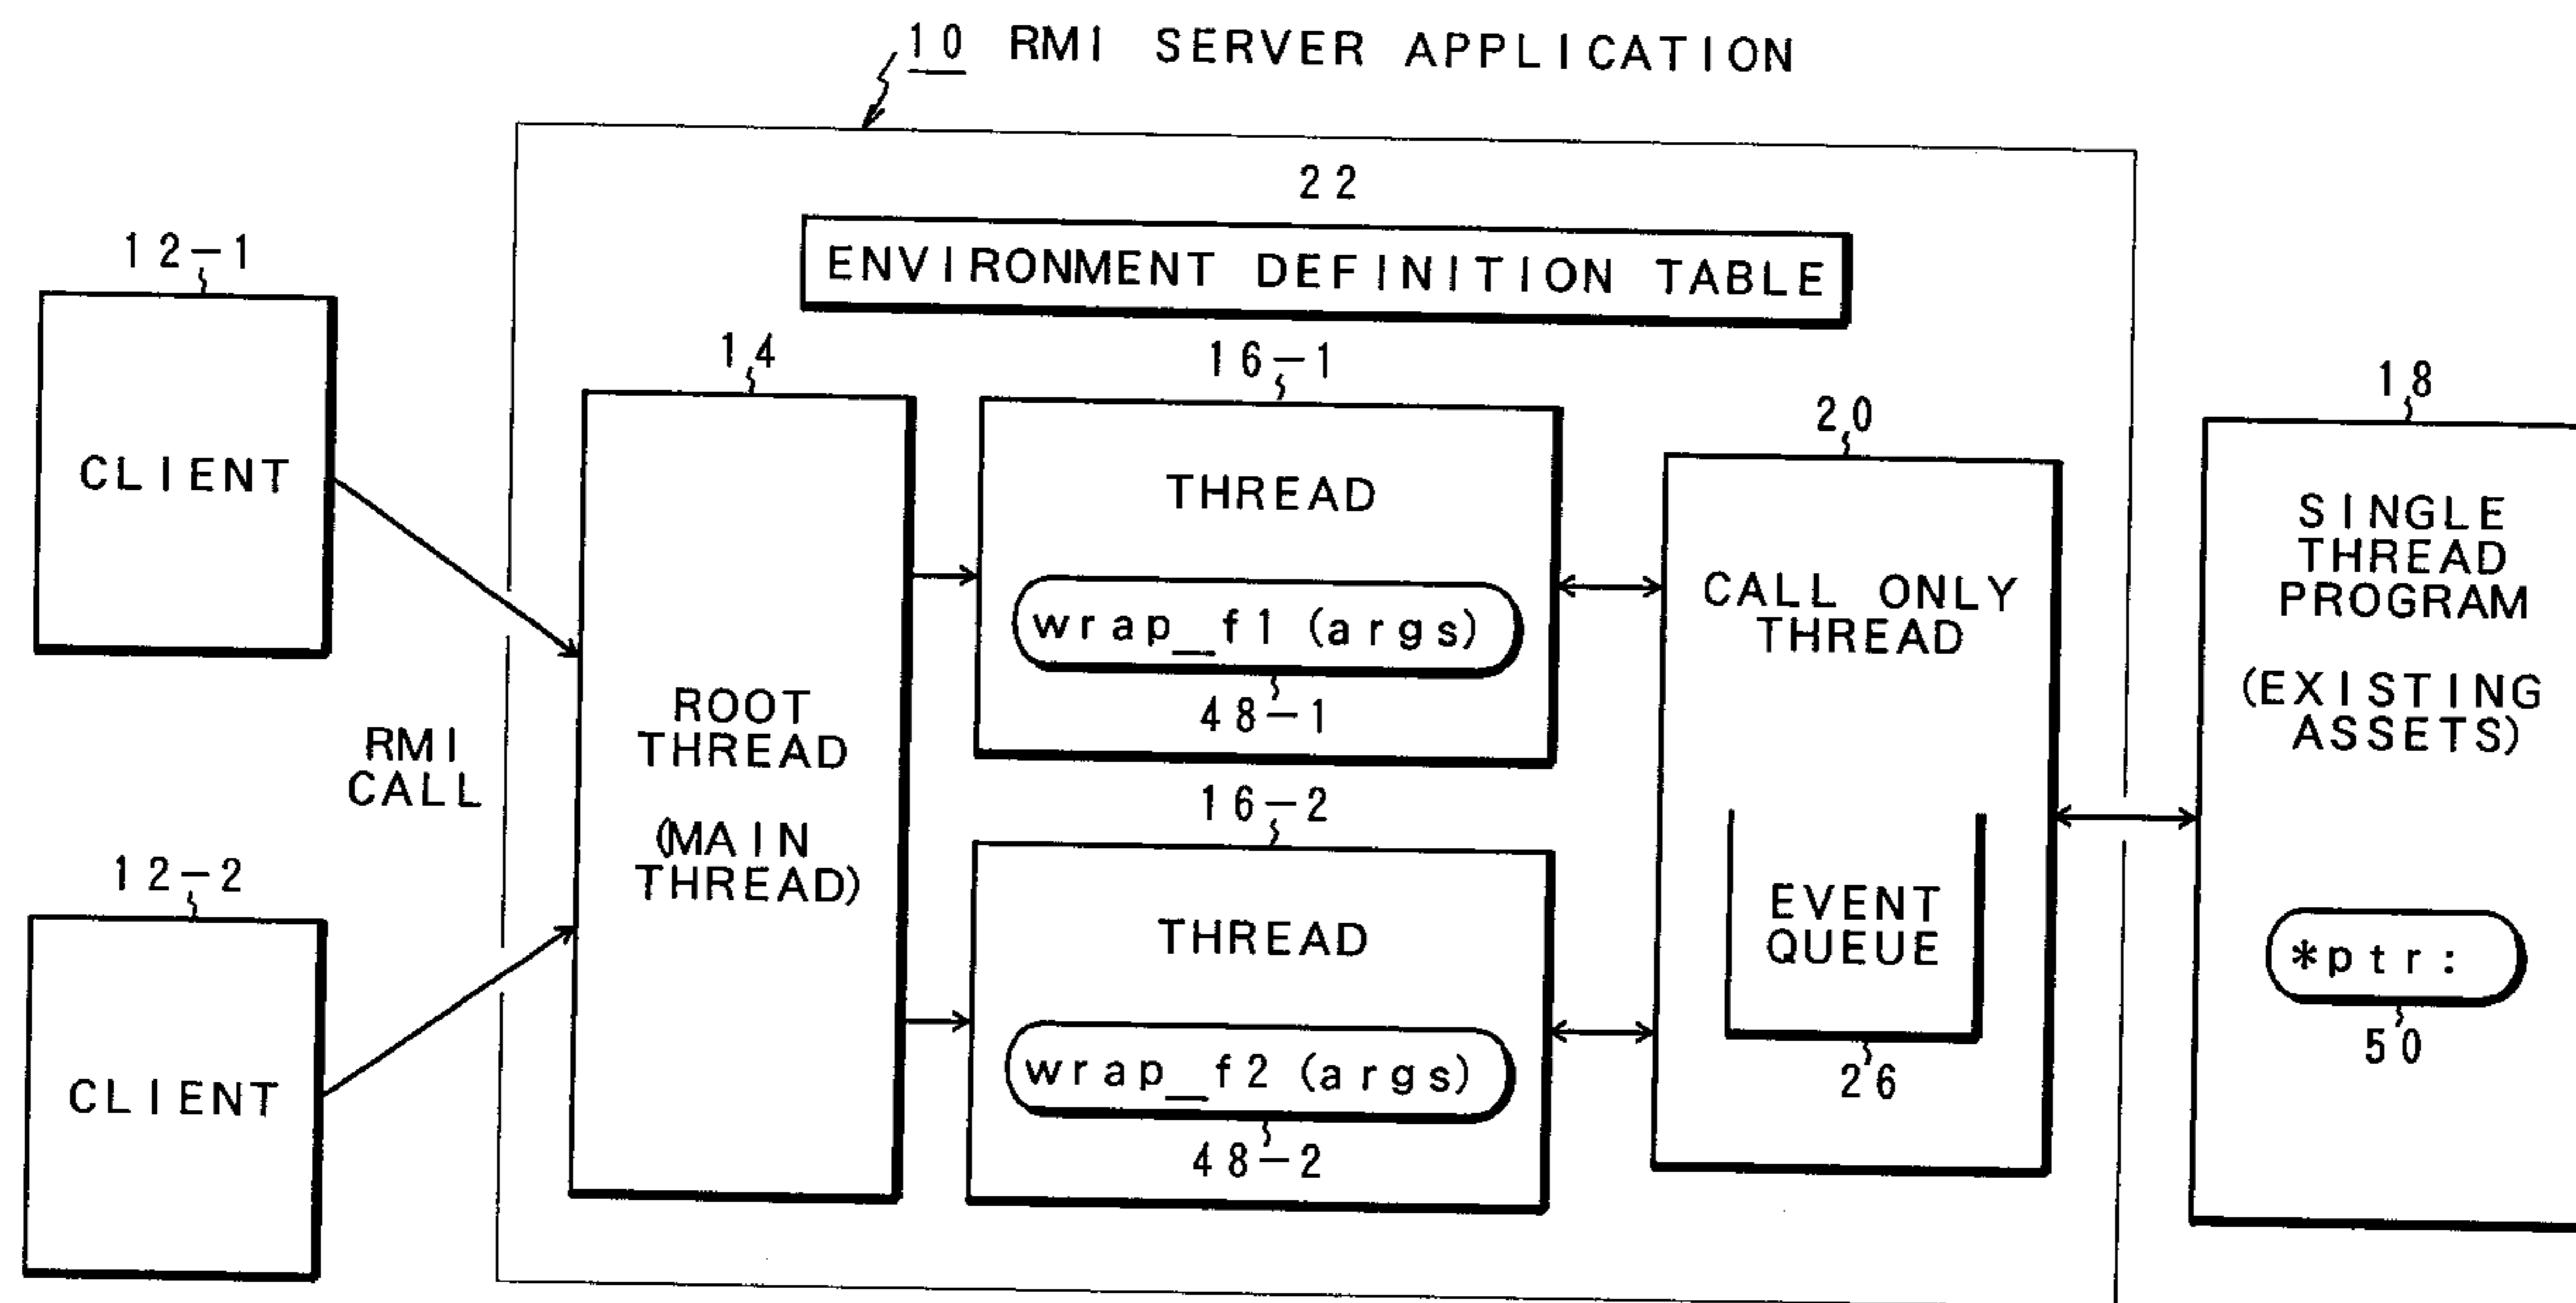 10 RMI SERVER APPLICATION
22
ENVIRONMENT DEFINITION TABLE
12-1
CLIENT
RMI
CALL
12-2
CLIENT
14
ROOT
THREAD
(MAIN
THREAD)
16-1
THREAD
wrap_f1 (args)
48-1
16-2
THREAD
wrap_f2 (args)
48-2
20
CALL ONLY
THREAD
EVENT
QUEUE
26
18
SINGLE
THREAD
PROGRAM
(EXISTING
ASSETS)
*ptr:
50